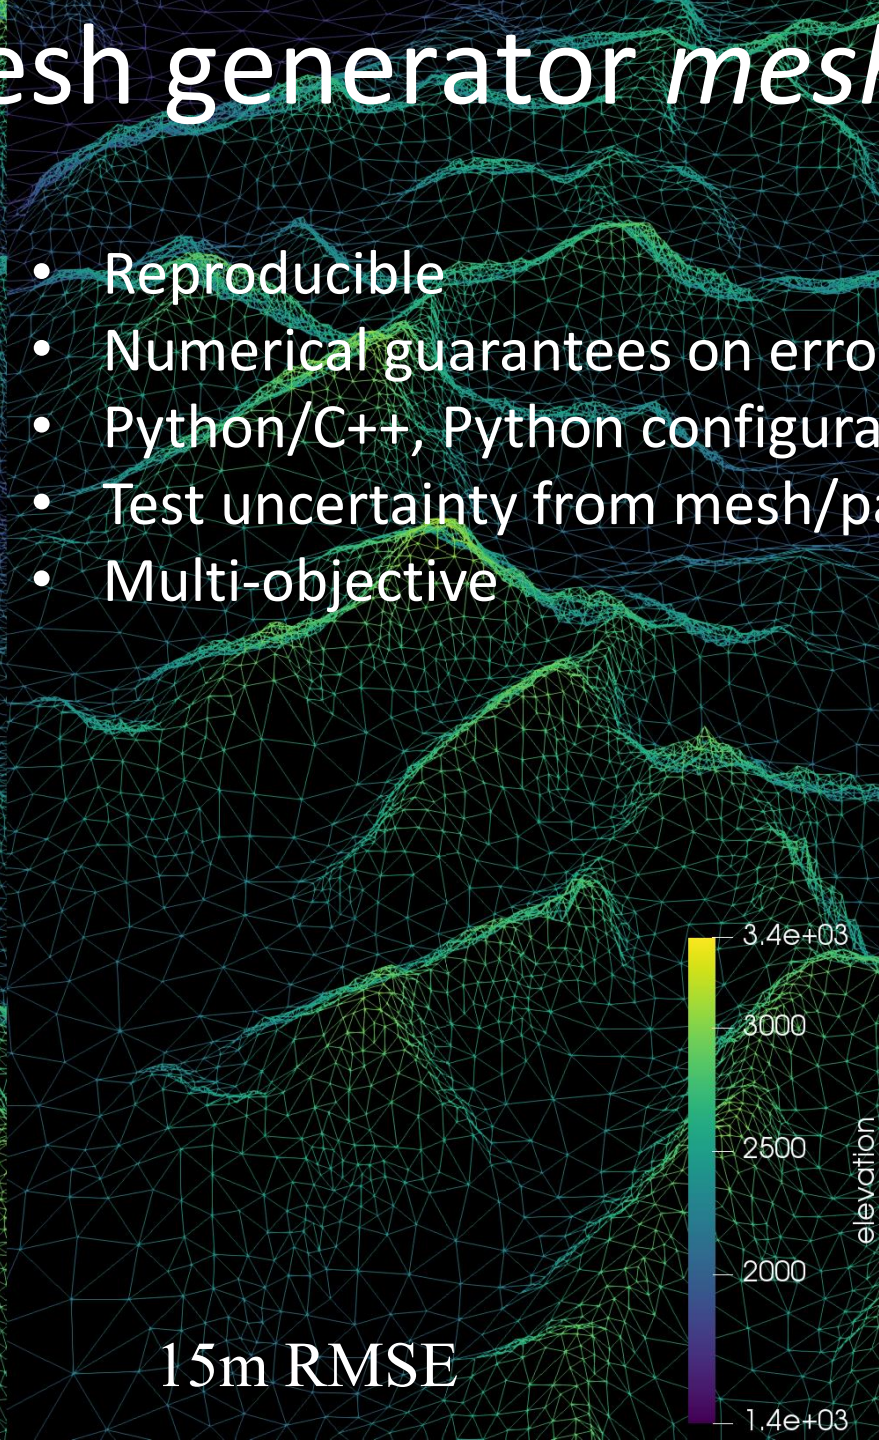 esh generator mesh
• Reproducible
• Numerical guarantees on erro
• Python/C++, Python configura
• Test uncertainty from mesh/pa
• Multi-objective
3.4e+03
3000
2500
elevation
2000
15m RMSE
1.4e+03